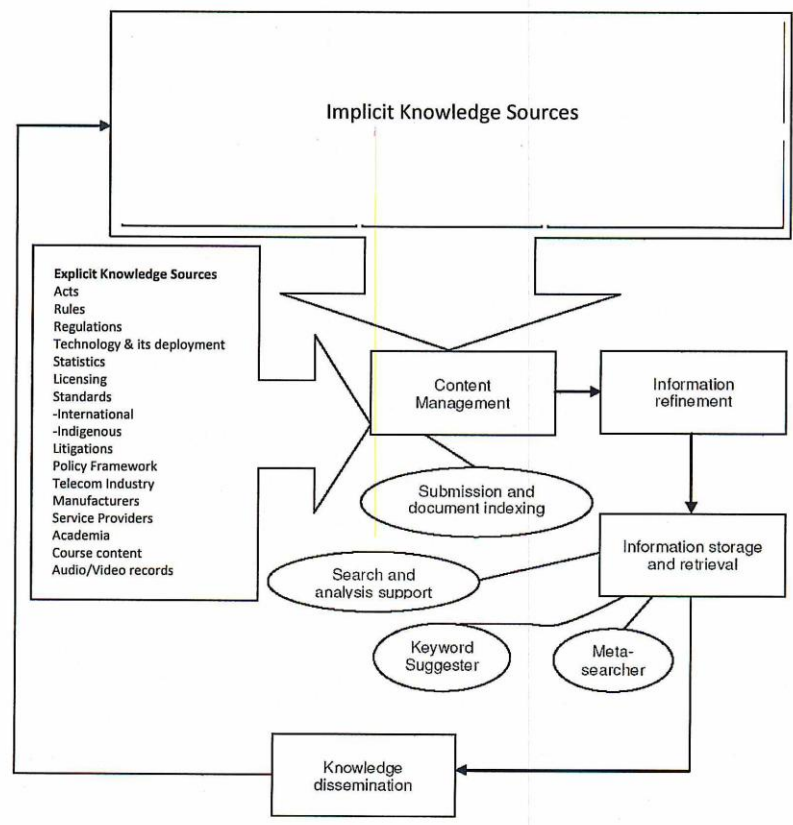 Implicit Knowledge Sources
Explicit Knowledge Sources
Acts
Rules
Regulations
Technology & its deployment
Statistics
Licensing
Standards
-International
-Indigenous
Litigations
Policy Framework
Telecom Industry
Manufacturers
Service Providers
Academia
Course content
Audio/Video records
Content
Management
Information
refinement
Submission and
document indexing
Information storage
and retrieval
Search and
analysis support
Keyword
Suggester
Meta-
searcher
Knowledge
dissemination